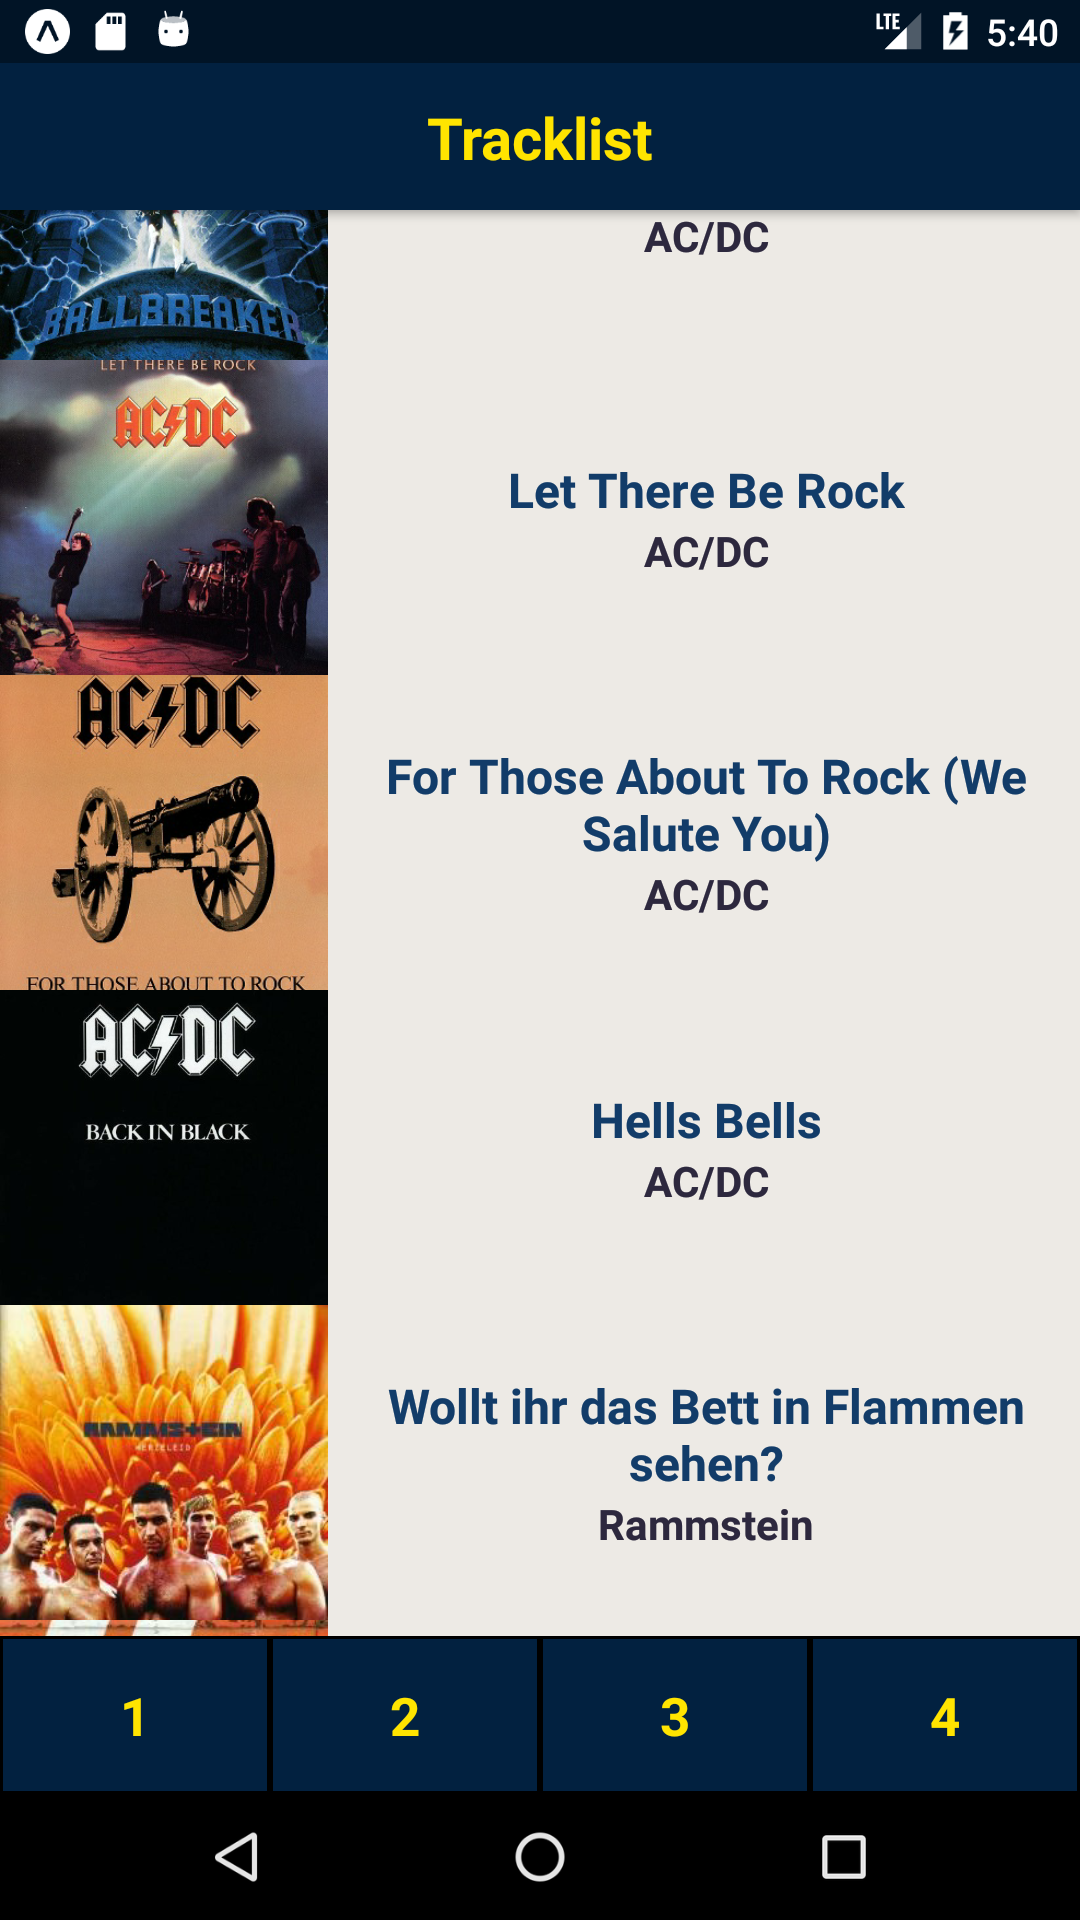 LTE 5:40
Tracklist
BALLBREAKER
AC/DC
LET THERE BE ROCK
AC/DC
Let There Be Rock
AC/DC
AC/DC
FOR THOSE ABOUT TO ROCK
For Those About To Rock (We
Salute You)
AC/DC
AC/DC
BACK IN BLACK
Hells Bells
AC/DC
RAMMSTEIN
HERZELEID
Wollt ihr das Bett in Flammen
sehen?
Rammstein
1 2 3 4